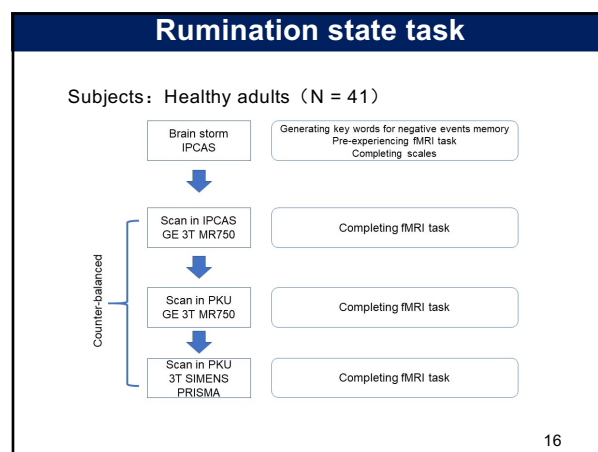 Rumination state task
Subjects：Healthy adults（N = 41）
Brain storm
IPCAS
Generating key words for negative events memory
Pre-experiencing fMRI task
Completing scales
Counter-balanced
Scan in IPCAS
GE 3T MR750
Completing fMRI task
Scan in PKU
GE 3T MR750
Completing fMRI task
Scan in PKU
3T SIMENS
PRISMA
Completing fMRI task
16